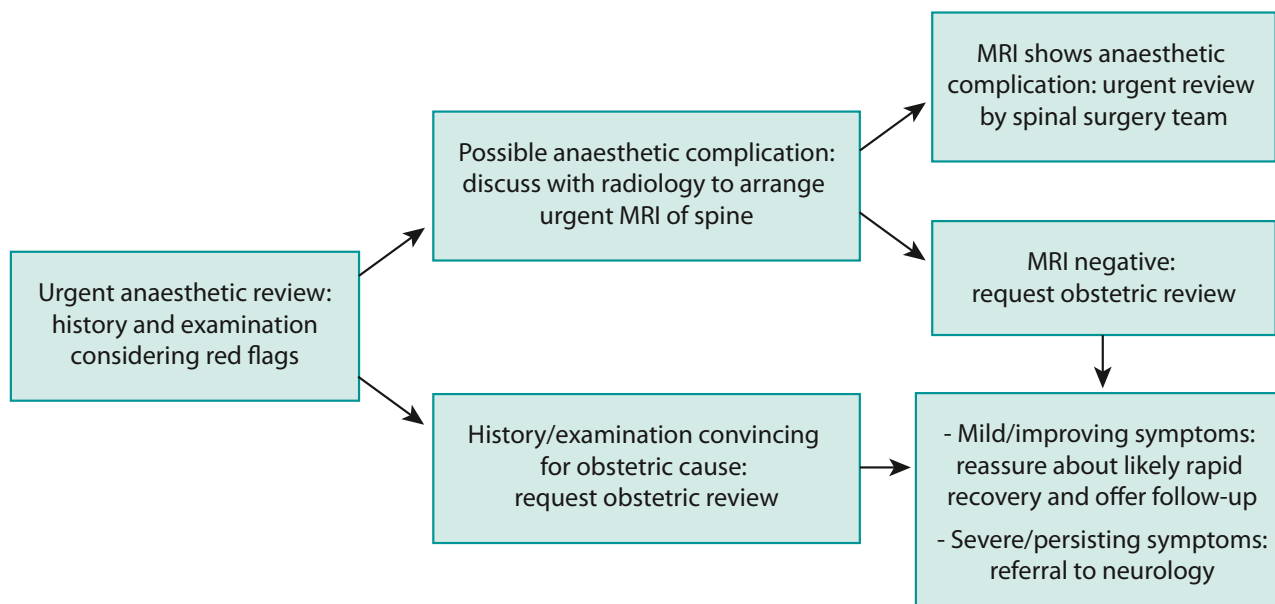 Urgent anaesthetic review:
history and examination
considering red flags
Possible anaesthetic complication:
discuss with radiology to arrange
urgent MRI of spine
History/examination convincing
for obstetric cause:
request obstetric review
MRI shows anaesthetic
complication: urgent review
by spinal surgery team
MRI negative:
request obstetric review
- Mild/improving symptoms:
reassure about likely rapid
recovery and offer follow-up
- Severe/persisting symptoms:
referral to neurology